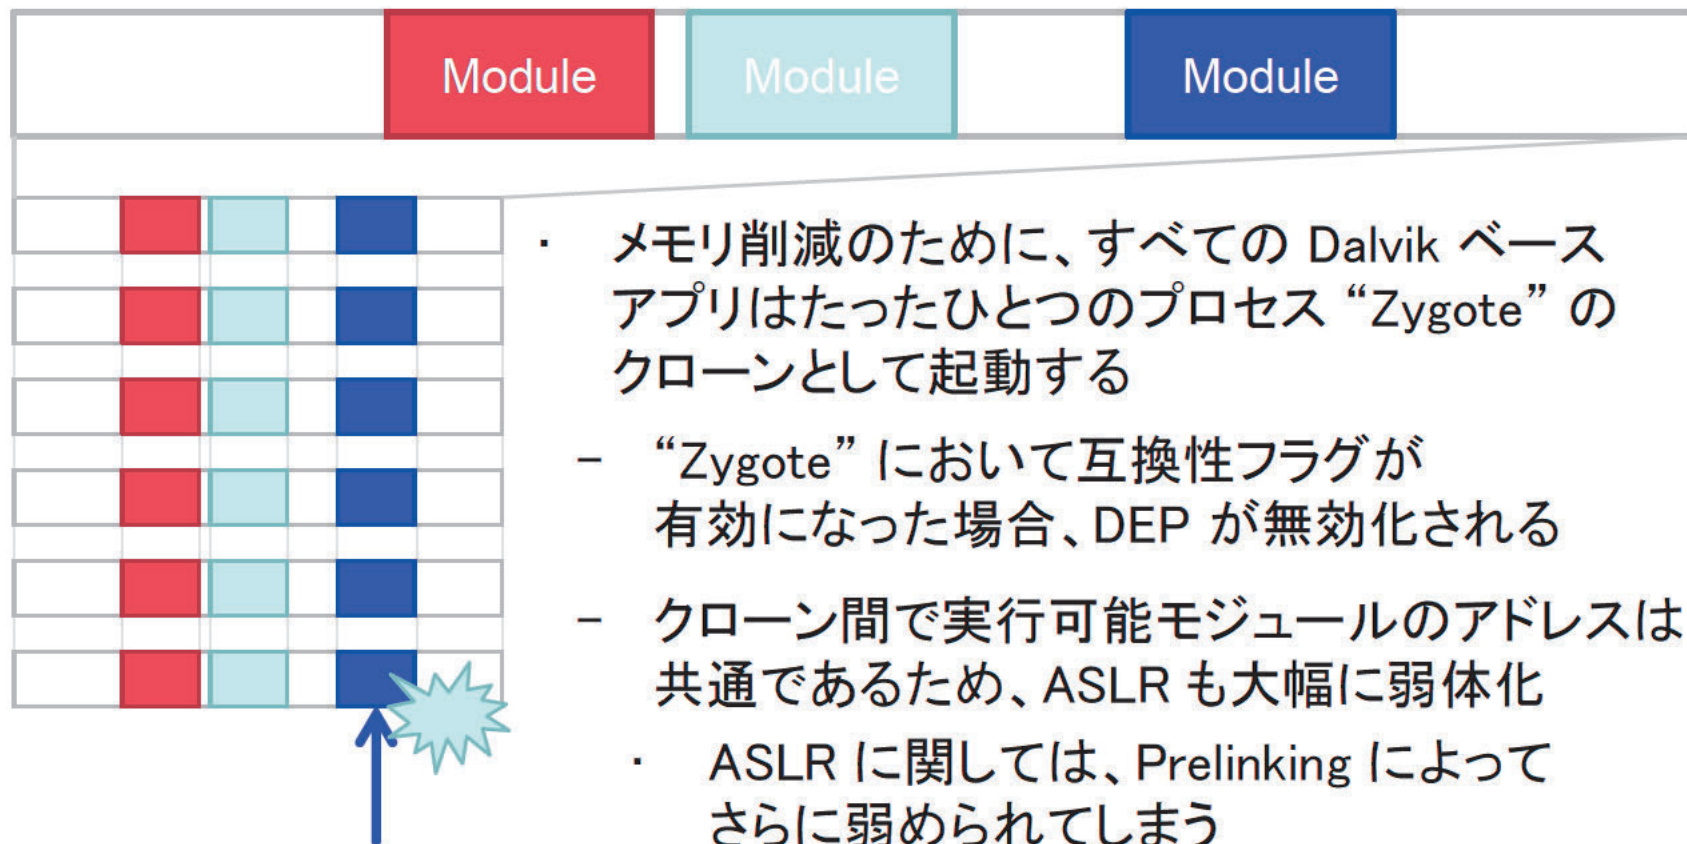 Module Module Module
・ メモリ削減のために、すべての Dalvik ベース
アプリはたったひとつのプロセス “Zygote” の
クローンとして起動する
– “Zygote” において互換性フラグが
有効になった場合、DEP が無効化される
– クローン間で実行可能モジュールのアドレスは
共通であるため、ASLR も大幅に弱体化
・ ASLR に関しては、Prelinking によって
さらに弱められてしまう